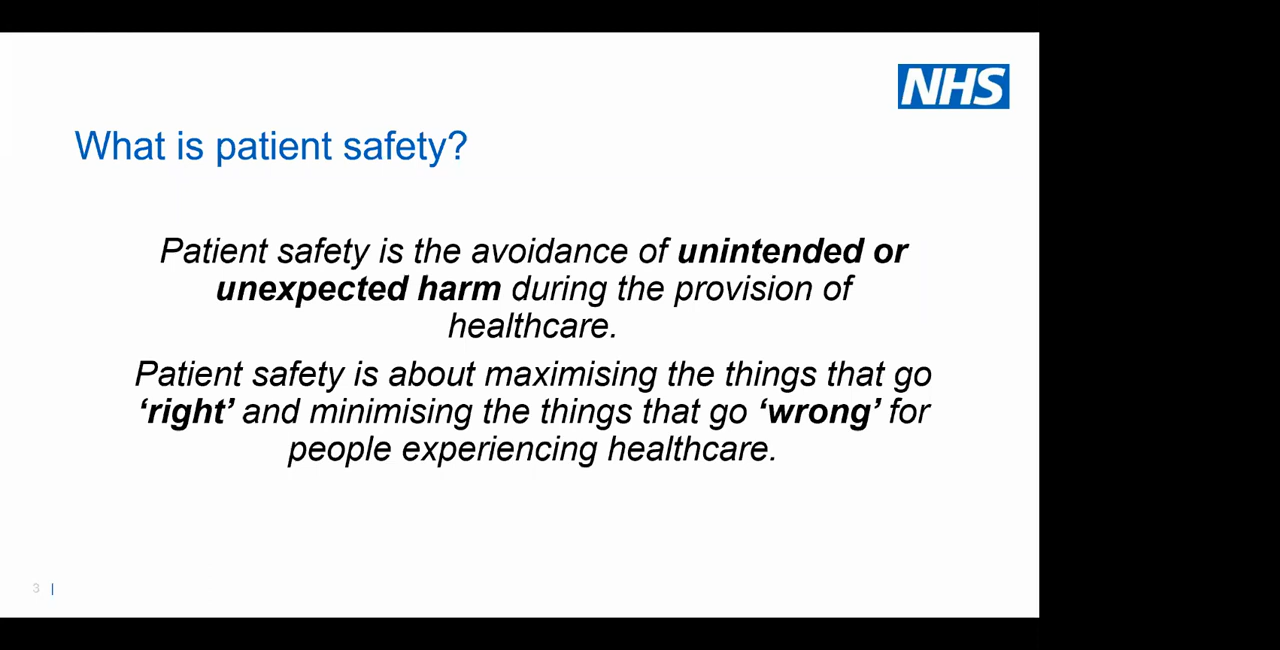 NHS
What is patient safety?
Patient safety is the avoidance of unintended or
unexpected harm during the provision of
healthcare.
Patient safety is about maximising the things that go
‘right’ and minimising the things that go ‘wrong’ for
people experiencing healthcare.
3 |